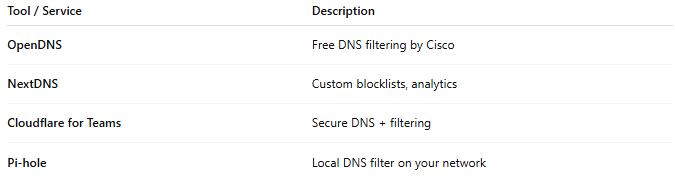 Tool / Service Description
OpenDNS Free DNS filtering by Cisco
NextDNS Custom blocklists, analytics
Cloudflare for Teams Secure DNS + filtering
Pi-hole Local DNS filter on your network